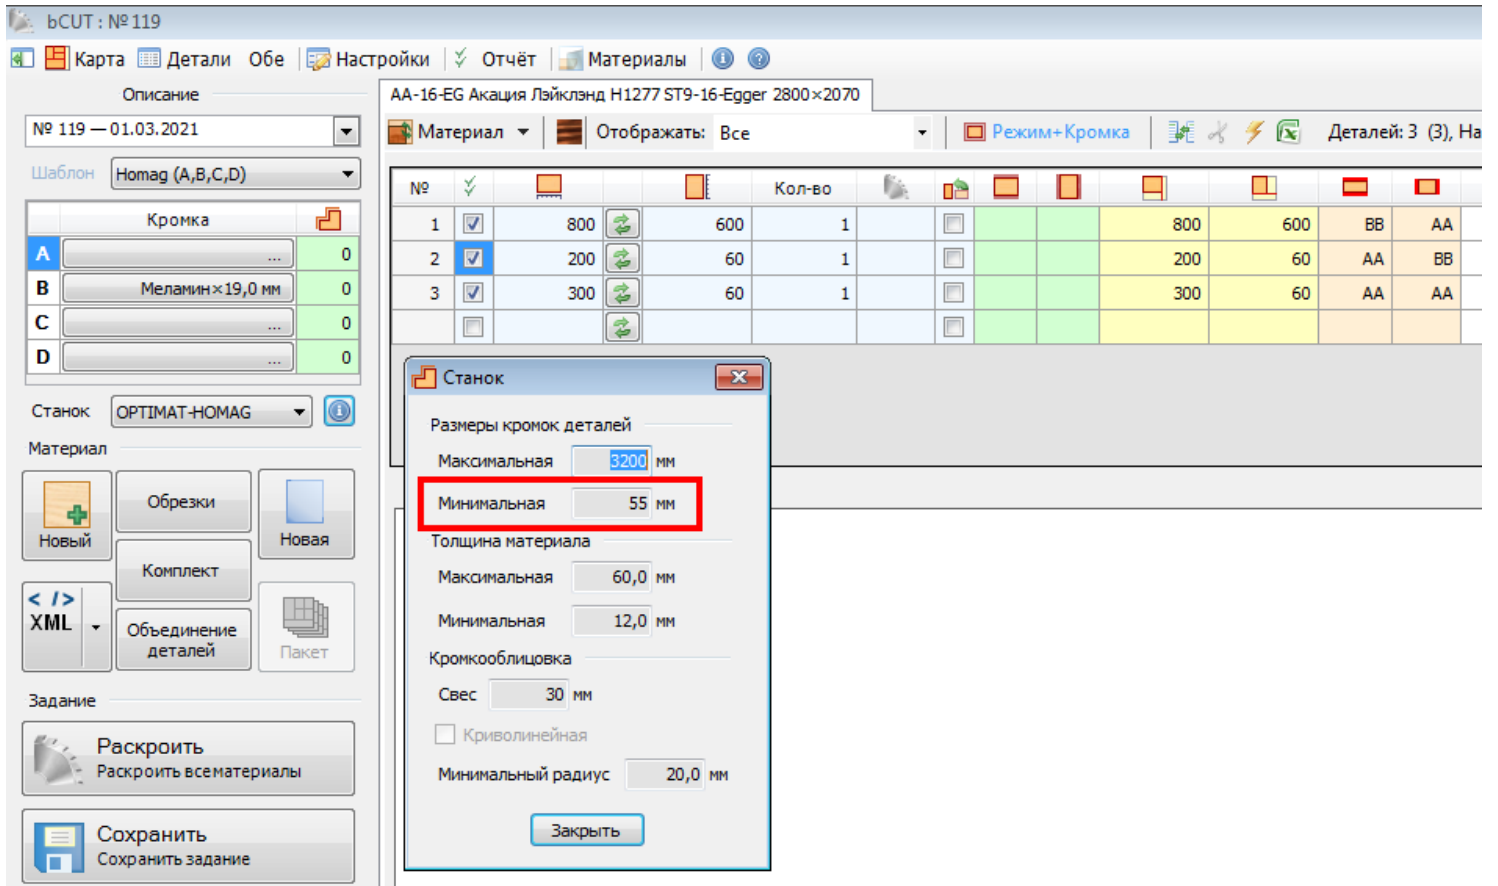 bCUT : № 119
Карта Детали Обе Настройки Отчёт Материалы
Описание
№ 119 — 01.03.2021
Шаблон Homag (A,B,C,D)
Кромка
A ... 0
B Меламин×19,0 мм 0
C ... 0
D ... 0
Станок OPTIMAT-HOMAG
Материал
Новый
Обрезки
Новая
Комплект
</> XML
Объединение
деталей
Пакет
Задание
Раскроить
Раскроить все материалы
Сохранить
Сохранить задание
AA-16-EG Акация Лэйклэнд H1277 ST9-16-Egger 2800×2070
Материал Отображать: Все Режим+Кромка Деталей: 3 (3), На
№ Кол-во
1 800 600 1 800 600 BB AA
2 200 60 1 200 60 AA BB
3 300 60 1 300 60 AA AA
Станок
Размеры кромок деталей
Максимальная 3200 мм
Минимальная 55 мм
Толщина материала
Максимальная 60,0 мм
Минимальная 12,0 мм
Кромкооблицовка
Свес 30 мм
Криволинейная
Минимальный радиус 20,0 мм
Закрыть